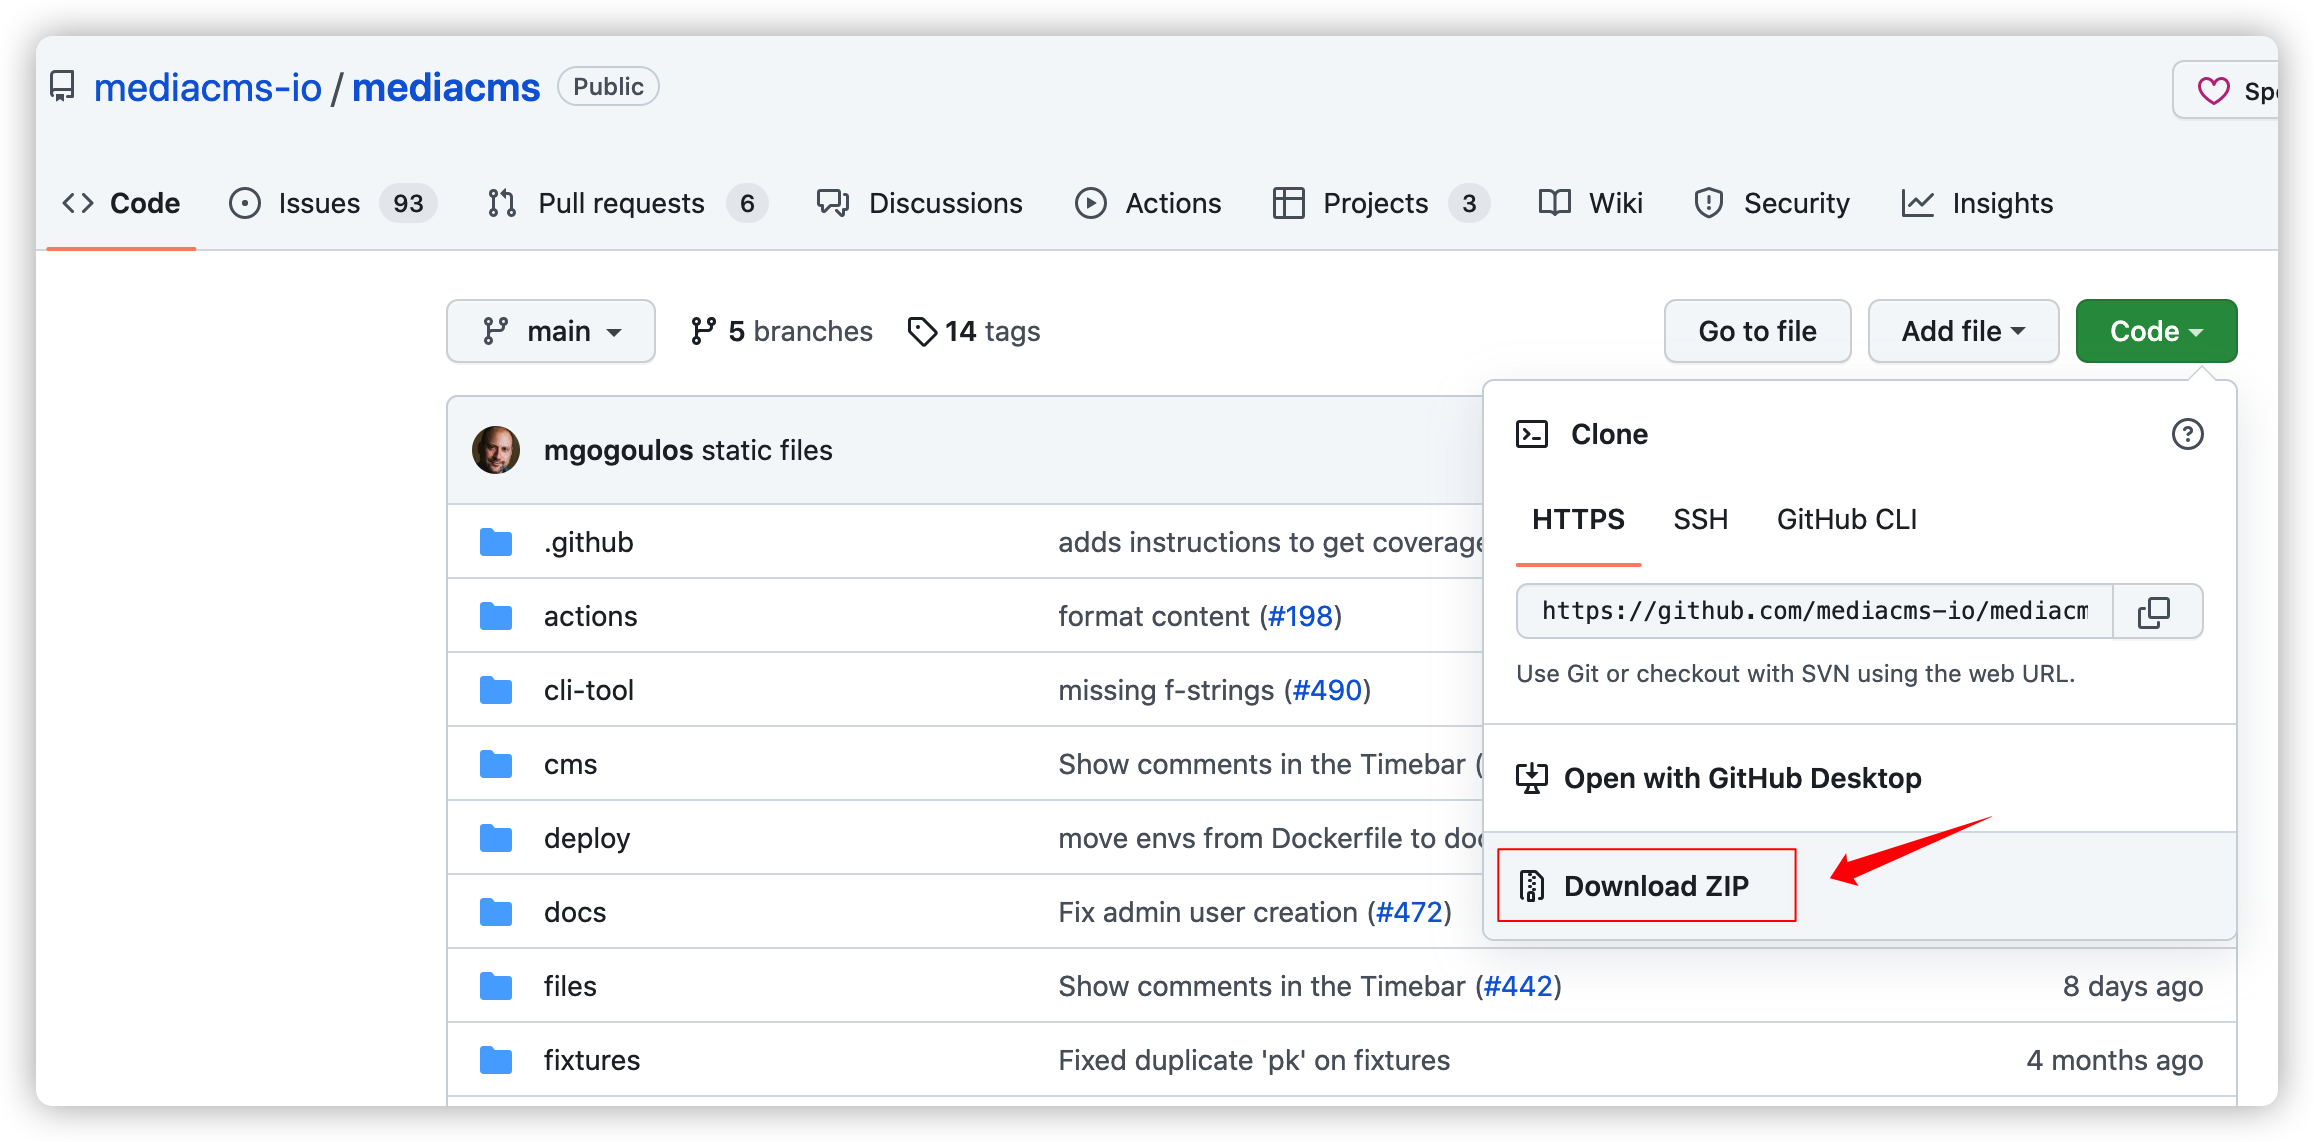 mediacms-io / mediacms Public
Code Issues 93 Pull requests 6 Discussions Actions Projects 3 Wiki Security Insights
main 5 branches 14 tags Go to file Add file Code
mgogoulos static files
.github adds instructions to get coverage
actions format content (#198)
cli-tool missing f-strings (#490)
cms Show comments in the Timebar (
deploy move envs from Dockerfile to
docs Fix admin user creation (#472)
files Show comments in the Timebar (#442) 8 days ago
fixtures Fixed duplicate 'pk' on fixtures 4 months ago
Clone
HTTPS SSH GitHub CLI
https://github.com/mediacms-io/mediacm
Use Git or checkout with SVN using the web URL.
Open with GitHub Desktop
Download ZIP